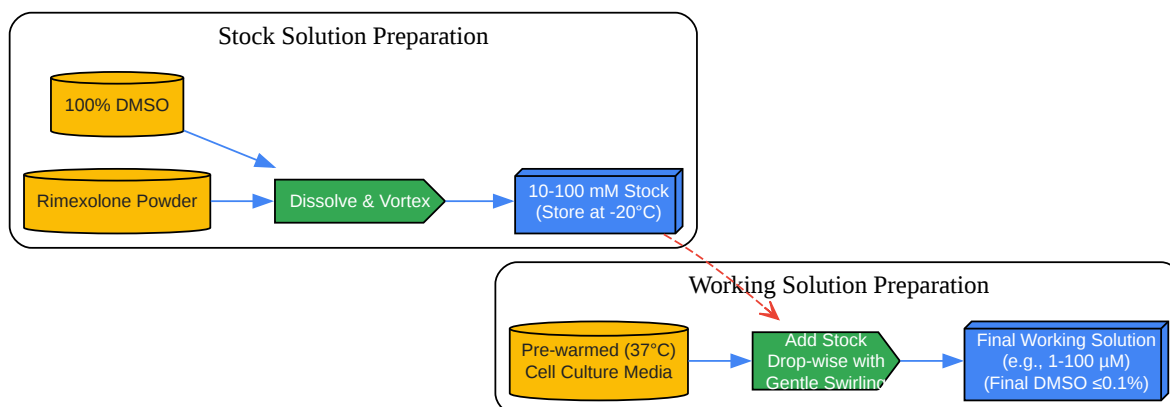 Stock Solution Preparation
100% DMSO
Rimexolone Powder
Dissolve & Vortex
10-100 mM Stock
(Store at -20°C)
Working Solution Preparation
Pre-warmed (37°C)
Cell Culture Media
Add Stock
Drop-wise with
Gentle Swirling
Final Working Solution
(e.g., 1-100 µM)
(Final DMSO ≤0.1%)